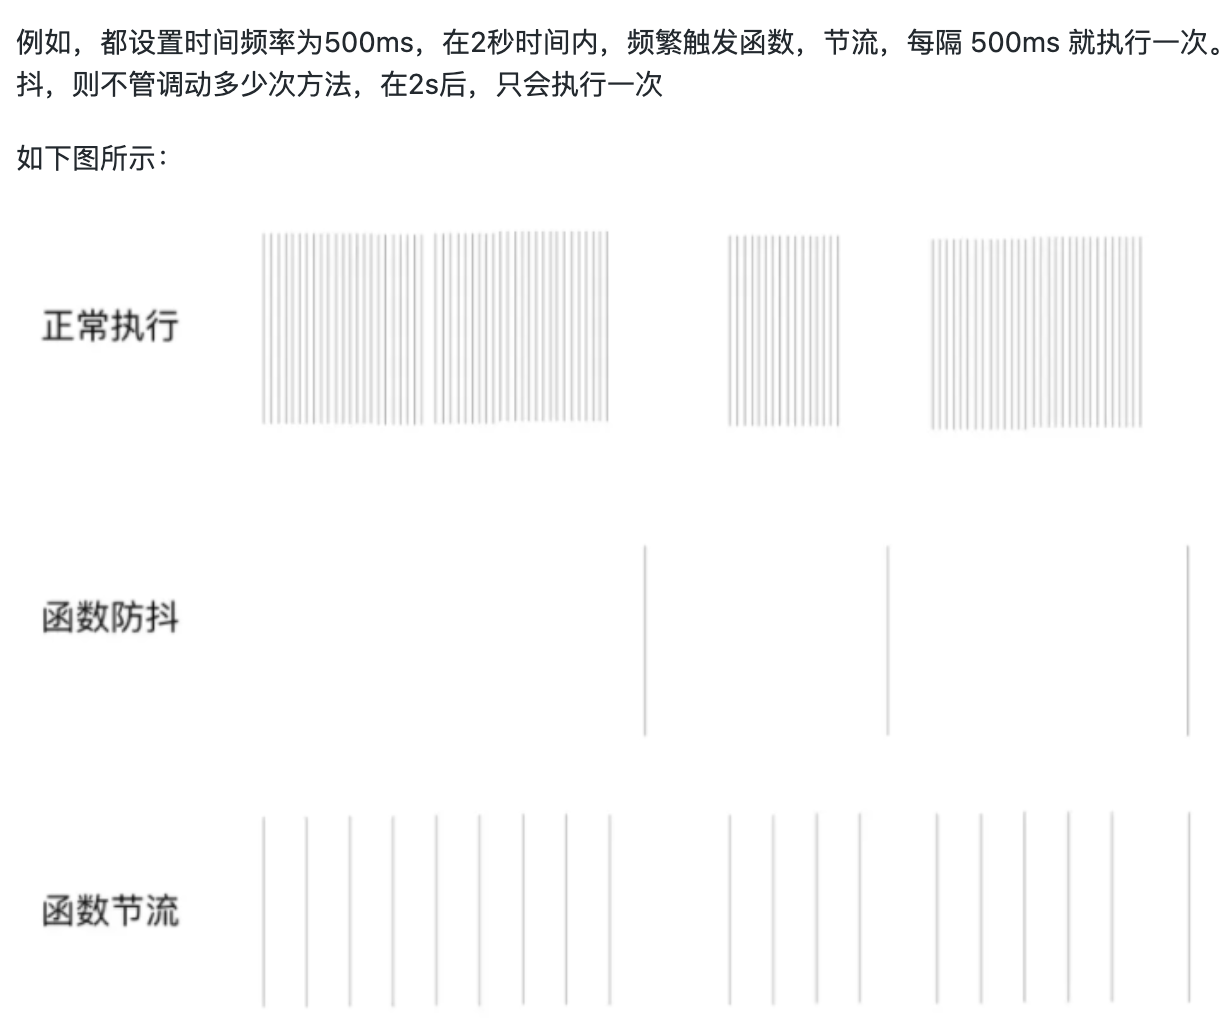 例如，都设置时间频率为500ms，在2秒时间内，频繁触发函数，节流，每隔 500ms 就执行一次。
抖，则不管调动多少次方法，在2s后，只会执行一次
如下图所示：
正常执行
函数防抖
函数节流